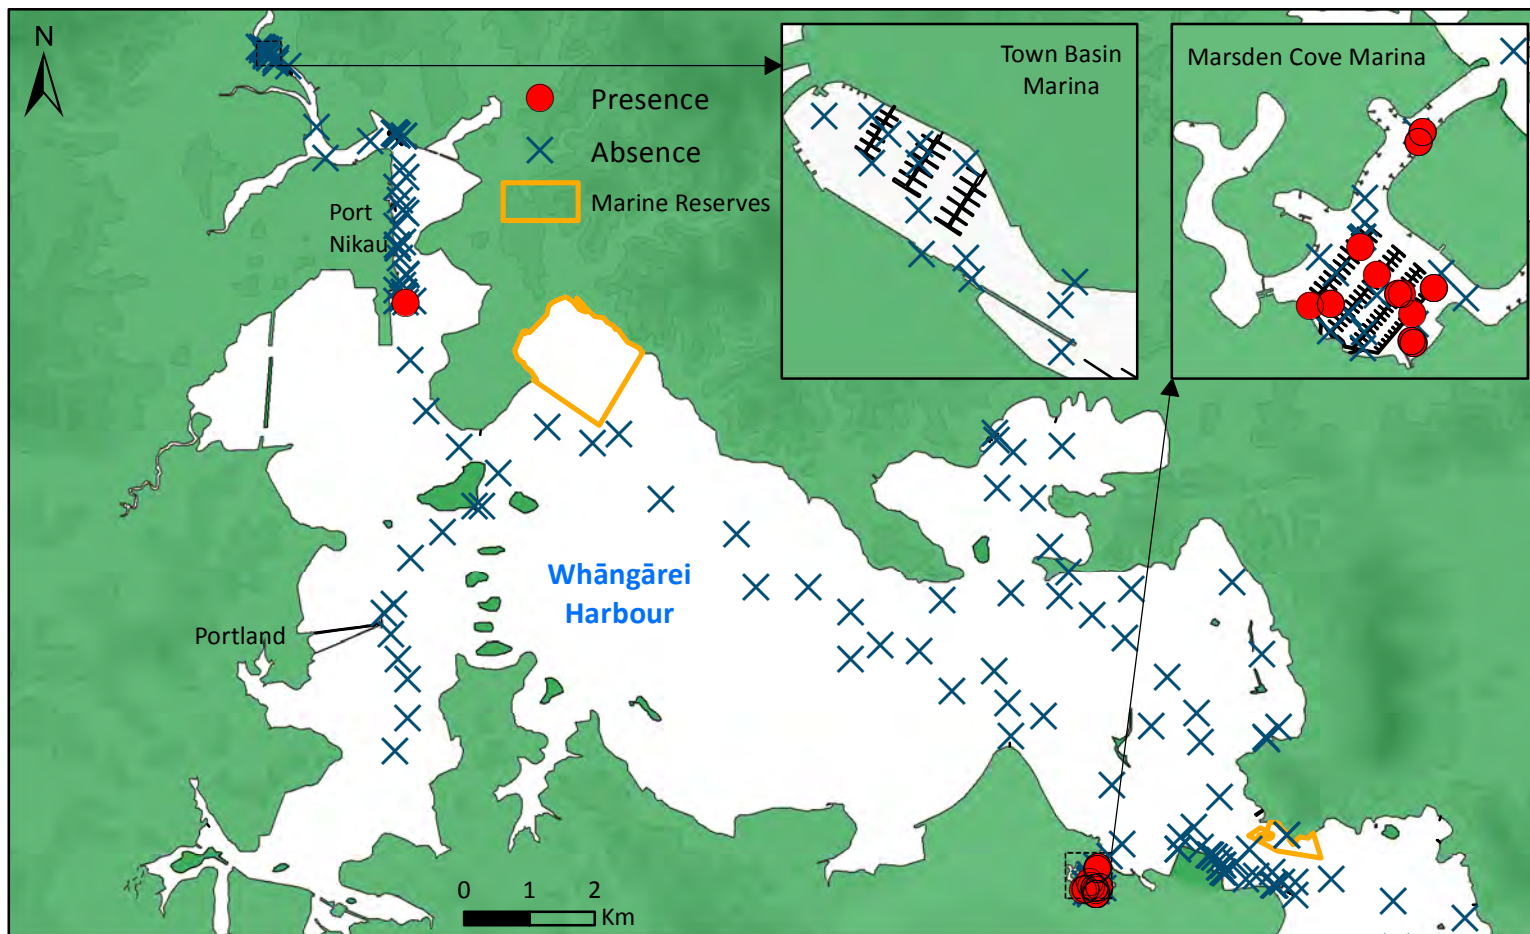 N
Town Basin
Marina
Marsden Cove Marina
Presence
Absence
Marine Reserves
Port
Nikau
Whāngārei
Harbour
Portland
0 1 2
Km